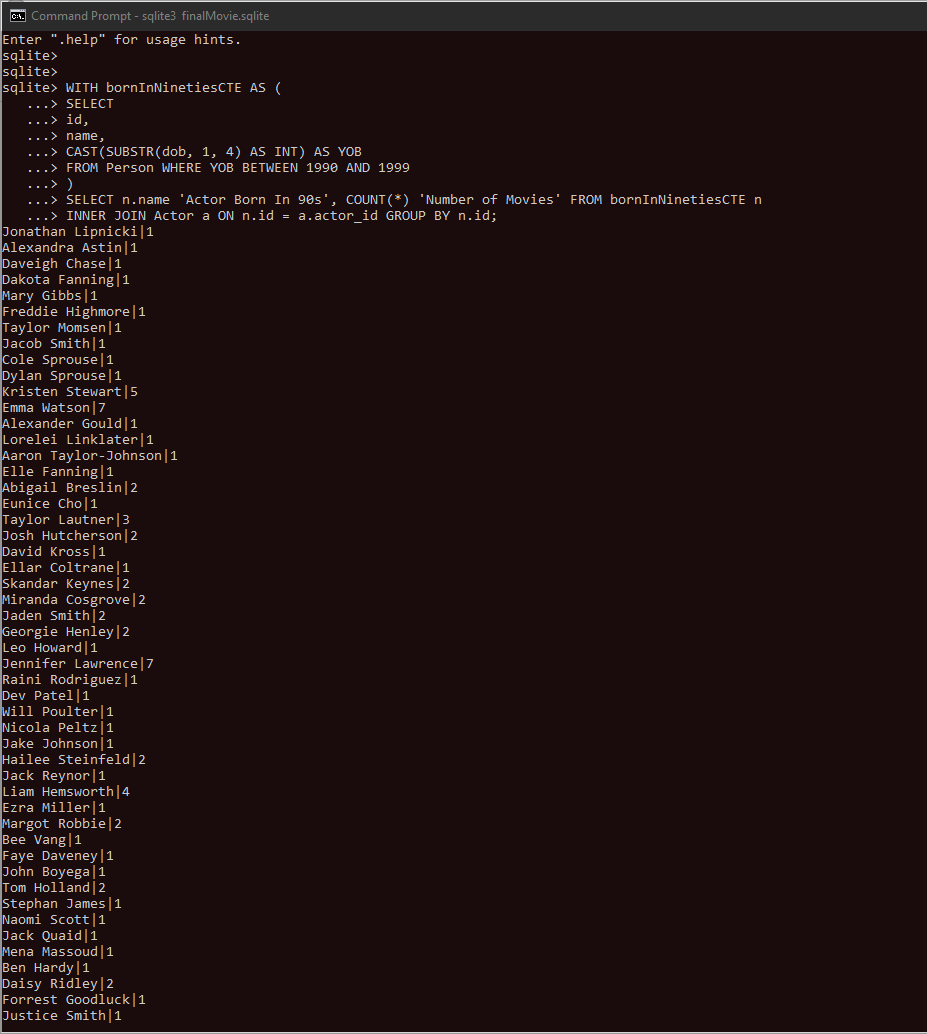 Command Prompt - sqlite3 finalMovie.sqlite
Enter ".help" for usage hints.
sqlite>
sqlite>
sqlite> WITH bornInNinetiesCTE AS (
   ...> SELECT
   ...> id,
   ...> name,
   ...> CAST(SUBSTR(dob, 1, 4) AS INT) AS YOB
   ...> FROM Person WHERE YOB BETWEEN 1990 AND 1999
   ...> )
   ...> SELECT n.name 'Actor Born In 90s', COUNT(*) 'Number of Movies' FROM bornInNinetiesCTE n
   ...> INNER JOIN Actor a ON n.id = a.actor_id GROUP BY n.id;
Jonathan Lipnicki|1
Alexandra Astin|1
Daveigh Chase|1
Dakota Fanning|1
Mary Gibbs|1
Freddie Highmore|1
Taylor Momsen|1
Jacob Smith|1
Cole Sprouse|1
Dylan Sprouse|1
Kristen Stewart|5
Emma Watson|7
Alexander Gould|1
Lorelei Linklater|1
Aaron Taylor-Johnson|1
Elle Fanning|1
Abigail Breslin|2
Eunice Cho|1
Taylor Lautner|3
Josh Hutcherson|2
David Kross|1
Ellar Coltrane|1
Skandar Keynes|2
Miranda Cosgrove|2
Jaden Smith|2
Georgie Henley|2
Leo Howard|1
Jennifer Lawrence|7
Raini Rodriguez|1
Dev Patel|1
Will Poulter|1
Nicola Peltz|1
Jake Johnson|1
Hailee Steinfeld|2
Jack Reynor|1
Liam Hemsworth|4
Ezra Miller|1
Margot Robbie|2
Bee Vang|1
Faye Daveney|1
John Boyega|1
Tom Holland|2
Stephan James|1
Naomi Scott|1
Jack Quaid|1
Mena Massoud|1
Ben Hardy|1
Daisy Ridley|2
Forrest Goodluck|1
Justice Smith|1